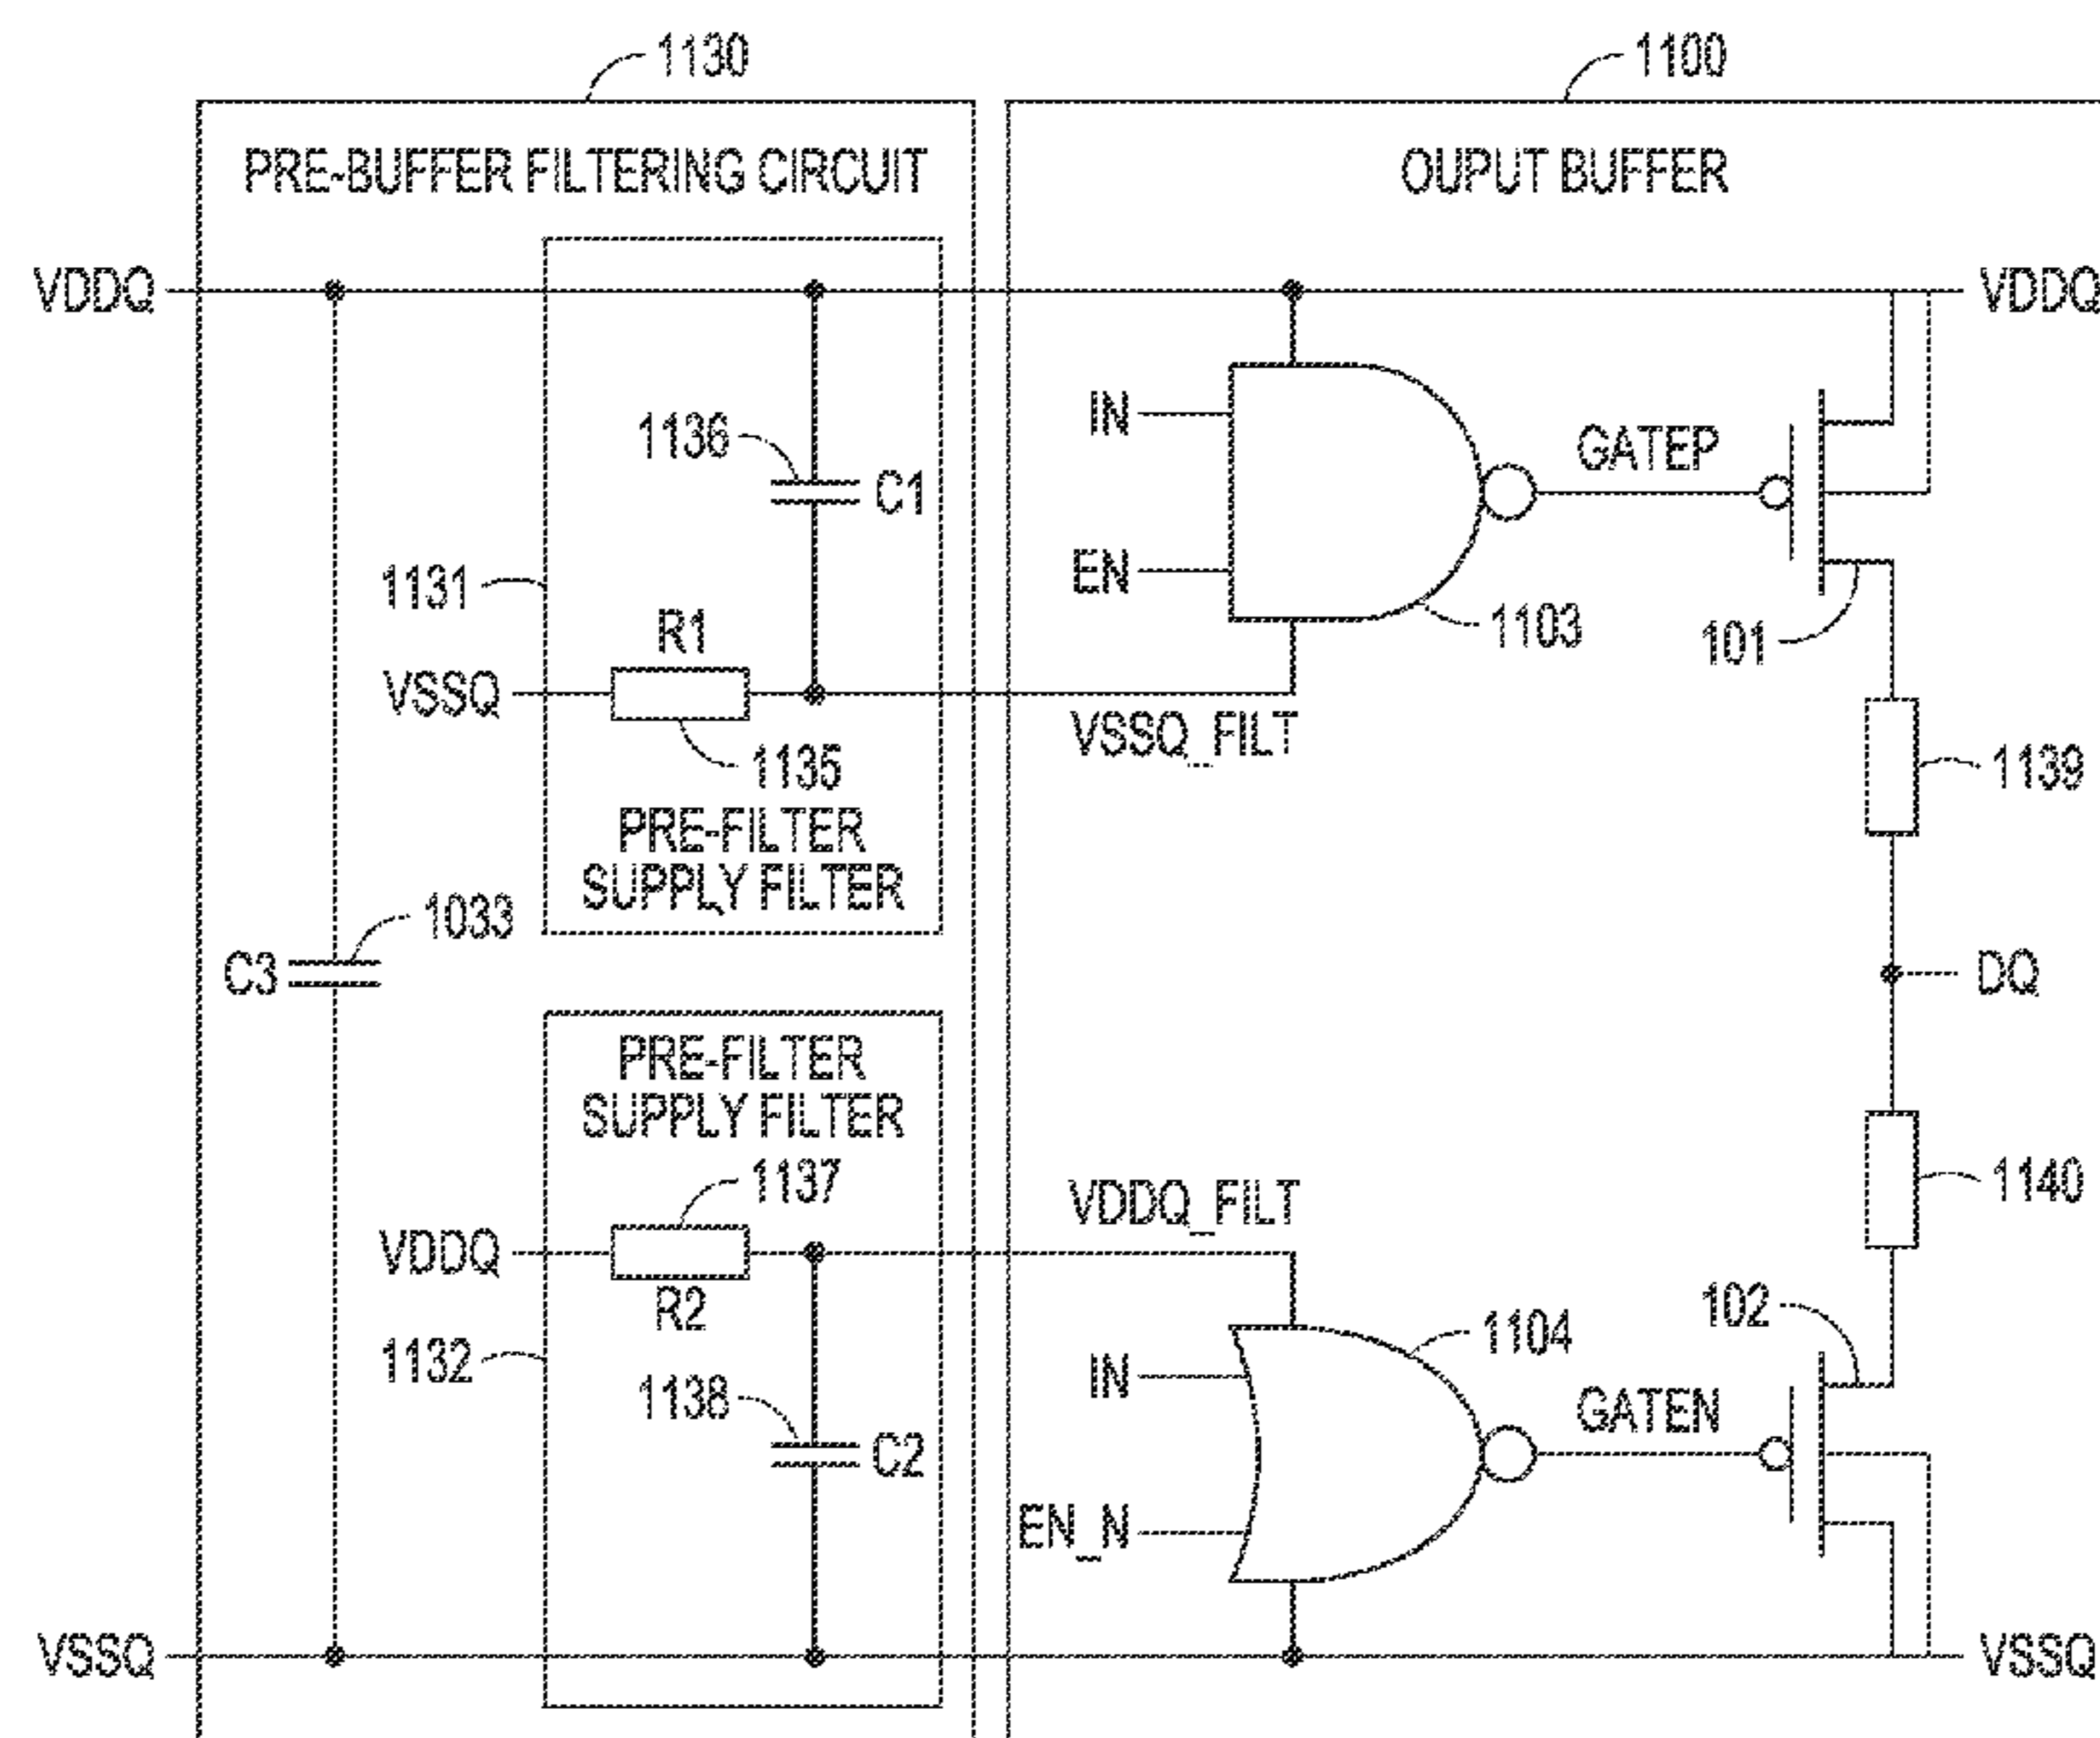 1130
1100
PRE-BUFFER FILTERING CIRCUIT
OUPUT BUFFER
VDDQ
VDDQ
IN
1136
C1
GATEP
EN
1131
1103
101
R1
VSSQ
VSSQ_FILT
1135
1139
PRE-FILTER
SUPPLY FILTER
1033
C3
DQ
PRE-FILTER
SUPPLY FILTER
1137
VDDQ_FILT
1140
VDDQ
R2
102
1104
1132
IN
1138
GATEN
C2
EN_N
VSSQ
VSSQ